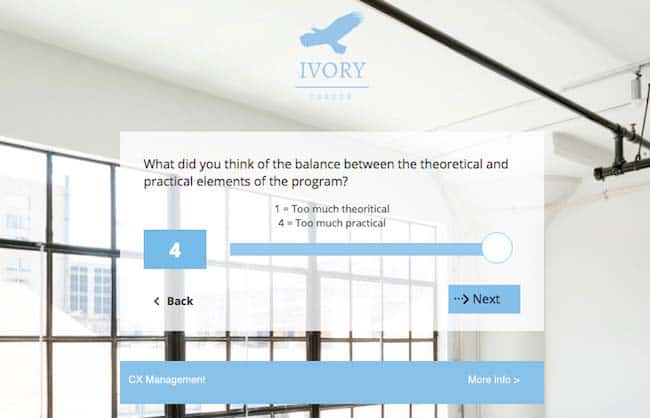 IVORY
What did you think of the balance between the theoretical and
practical elements of the program?
1 = Too much theoritical
4 = Too much practical
4
Back
Next
CX Management
More info >